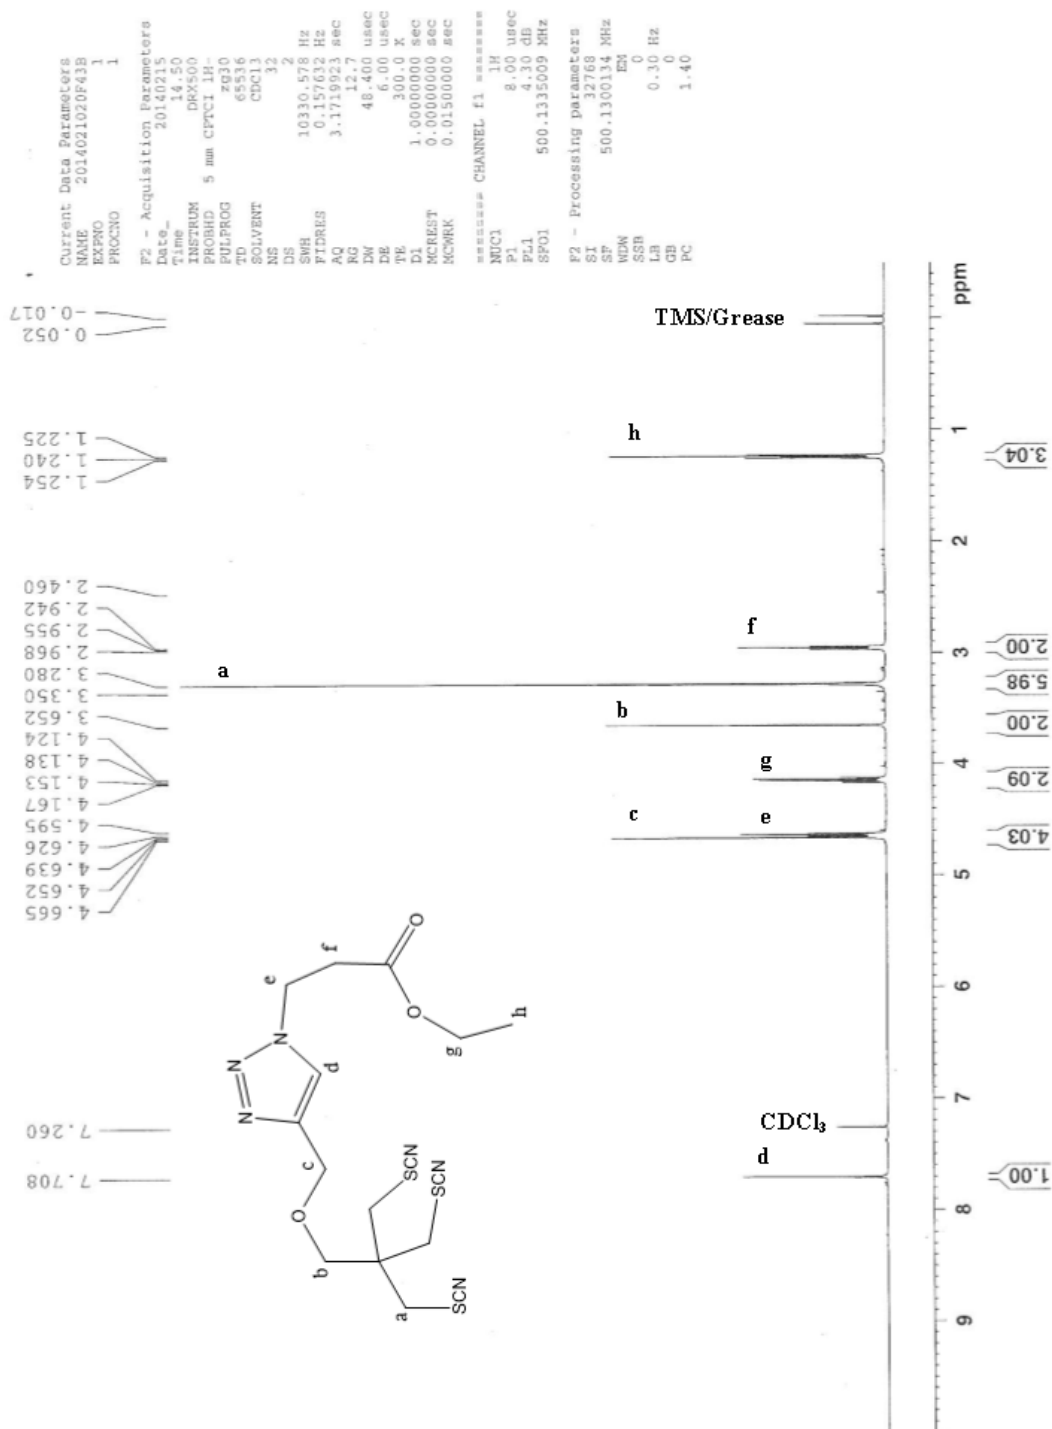 Current Data Parameters
NAME 2014021020F43B
EXPNO 1
PROCNO 1
F2 - Acquisition Parameters
Date_ 20140215
Time 14.50
INSTRUM DRX500
PROBHD 5 mm CPTCI 1H-
PULPROG zg30
TD 65536
SOLVENT CDCl3
NS 32
DS 2
SWH 10330.578 Hz
FIDRES 0.157632 Hz
AQ 3.1719923 sec
RG 12.7
DW 48.400 usec
DE 6.00 usec
TE 300.0 K
D1 1.00000000 sec
MCREST 0.00000000 sec
MCWRK 0.01500000 sec
======== CHANNEL f1 ========
NUC1 1H
P1 8.00 usec
PL1 4.30 dB
SFO1 500.1335009 MHz
F2 - Processing parameters
SI 32768
SF 500.1300134 MHz
WDW EM
SSB 0
LB 0.30 Hz
GB 0
PC 1.40
-0.017
0.052
1.225
1.240
1.254
2.460
2.942
2.955
2.968
3.280
3.350
3.652
4.124
4.138
4.153
4.167
4.595
4.626
4.639
4.652
4.665
7.260
7.708
TMS/Grease
h
f
a
b
g
c e
CDCl3
d
O
f
e
O
h
g
N
N
N
d
c
O
b
SCN
SCN
SCN
a
ppm
1
2
3
4
5
6
7
8
9
3.04
2.00
5.98
2.00
2.09
4.03
1.00